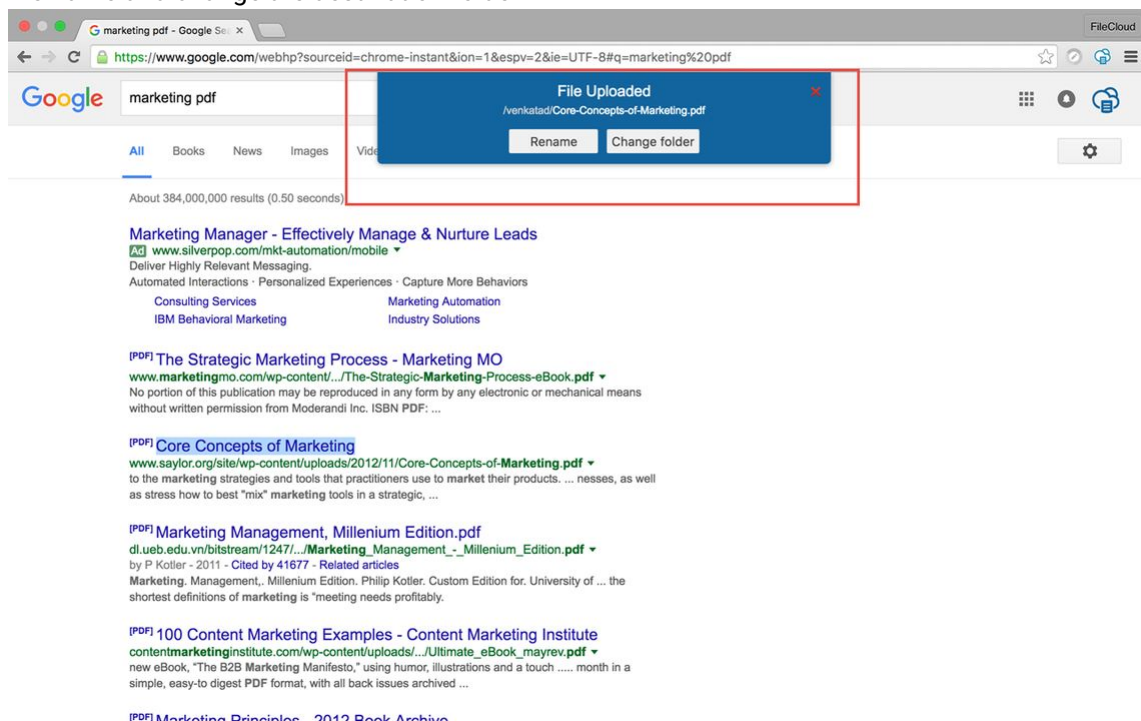 G marketing pdf - Google Se
FileCloud
https://www.google.com/webhp?sourceid=chrome-instant&ion=1&espv=2&ie=UTF-8#q=marketing%20pdf
Google
marketing pdf
File Uploaded
/venkatad/Core-Concepts-of-Marketing.pdf
Rename Change folder
All Books News Images
About 384,000,000 results (0.50 seconds)
Marketing Manager - Effectively Manage & Nurture Leads
Ad www.silverpop.com/mkt-automation/mobile
Deliver Highly Relevant Messaging.
Automated Interactions · Personalized Experiences · Capture More Behaviors
Consulting Services Marketing Automation
IBM Behavioral Marketing Industry Solutions
[PDF] The Strategic Marketing Process - Marketing MO
www.marketingmo.com/wp-content/.../The-Strategic-Marketing-Process-eBook.pdf
No portion of this publication may be reproduced in any form by any electronic or mechanical means
without written permission from Moderandi Inc. ISBN PDF: ...
[PDF] Core Concepts of Marketing
www.saylor.org/site/wp-content/uploads/2012/11/Core-Concepts-of-Marketing.pdf
to the marketing strategies and tools that practitioners use to market their products. ... nesses, as well
as stress how to best "mix" marketing tools in a strategic, ...
[PDF] Marketing Management, Millenium Edition.pdf
dl.ueb.edu.vn/bitstream/1247/.../Marketing_Management_-_Millenium_Edition.pdf
by P Kotler - 2011 - Cited by 41677 - Related articles
Marketing. Management,. Millenium Edition. Philip Kotler. Custom Edition for. University of ... the
shortest definitions of marketing is “meeting needs profitably.
[PDF] 100 Content Marketing Examples - Content Marketing Institute
contentmarketinginstitute.com/wp-content/uploads/.../Ultimate_eBook_mayrev.pdf
new eBook, “The B2B Marketing Manifesto,” using humor, illustrations and a touch ..... month in a
simple, easy-to digest PDF format, with all back issues archived ...
[PDF] Marketing Principles - 2012 Book Archive